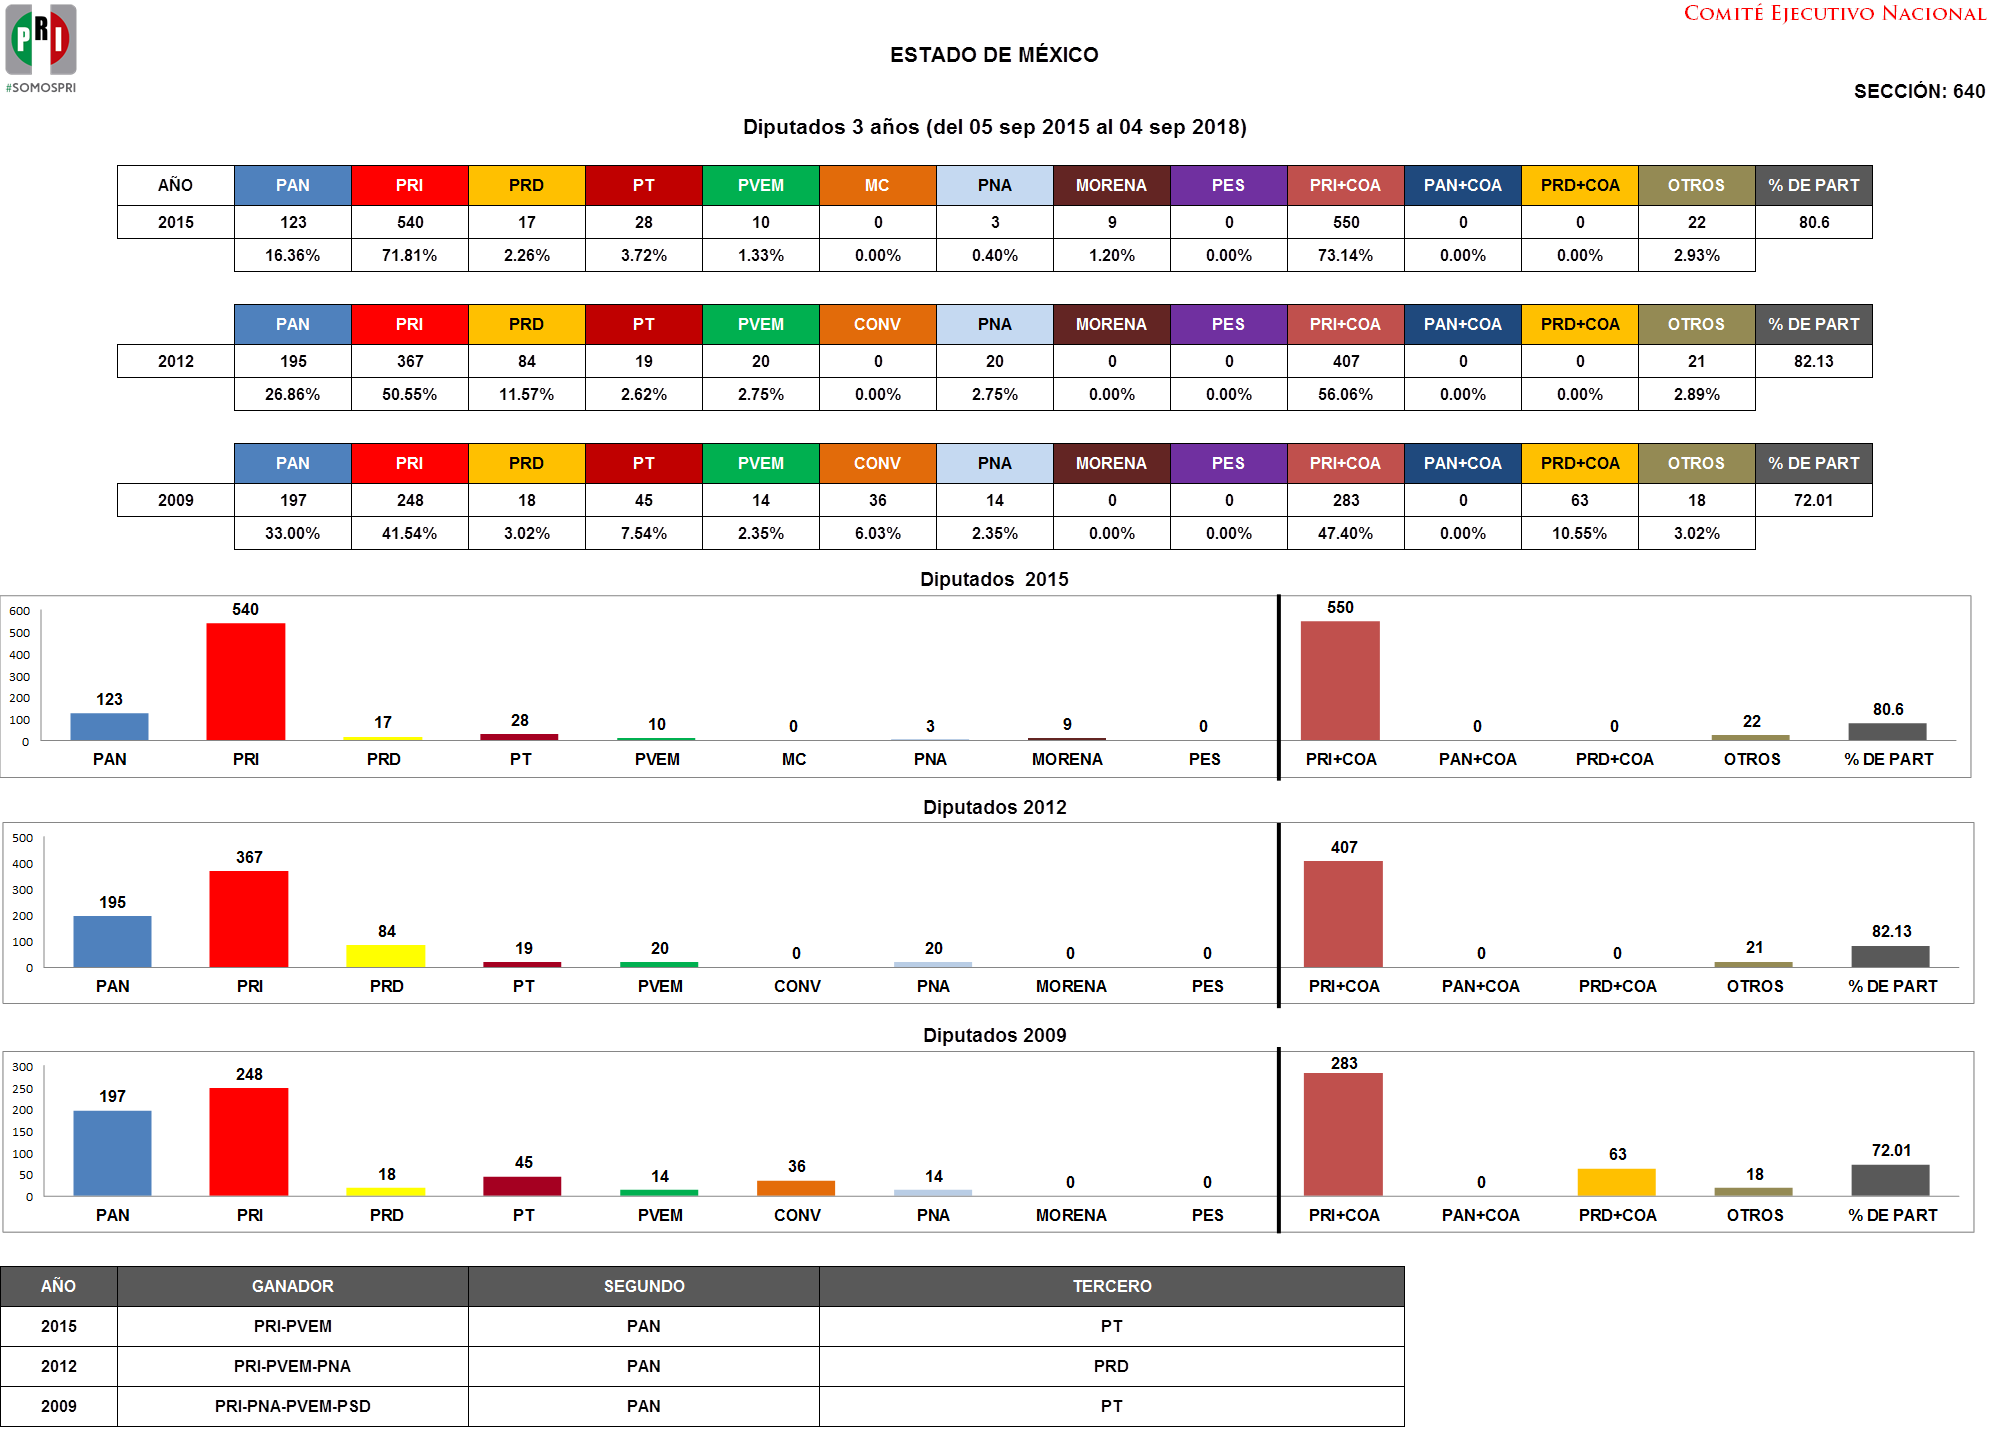 PRI
#SOMOSPRI
COMITÉ EJECUTIVO NACIONAL
ESTADO DE MÉXICO
SECCIÓN: 640
Diputados 3 años (del 05 sep 2015 al 04 sep 2018)
AÑO PAN PRI PRD PT PVEM MC PNA MORENA PES PRI+COA PAN+COA PRD+COA OTROS % DE PART
2015 123 540 17 28 10 0 3 9 0 550 0 0 22 80.6
16.36% 71.81% 2.26% 3.72% 1.33% 0.00% 0.40% 1.20% 0.00% 73.14% 0.00% 0.00% 2.93%
PAN PRI PRD PT PVEM CONV PNA MORENA PES PRI+COA PAN+COA PRD+COA OTROS % DE PART
2012 195 367 84 19 20 0 20 0 0 407 0 0 21 82.13
26.86% 50.55% 11.57% 2.62% 2.75% 0.00% 2.75% 0.00% 0.00% 56.06% 0.00% 0.00% 2.89%
PAN PRI PRD PT PVEM CONV PNA MORENA PES PRI+COA PAN+COA PRD+COA OTROS % DE PART
2009 197 248 18 45 14 36 14 0 0 283 0 63 18 72.01
33.00% 41.54% 3.02% 7.54% 2.35% 6.03% 2.35% 0.00% 0.00% 47.40% 0.00% 10.55% 3.02%
Diputados 2015
600
500
400
300
200
100
0
123 540 17 28 10 0 3 9 0 550 0 0 22 80.6
PAN PRI PRD PT PVEM MC PNA MORENA PES PRI+COA PAN+COA PRD+COA OTROS % DE PART
Diputados 2012
500
400
300
200
100
0
195 367 84 19 20 0 20 0 0 407 0 0 21 82.13
PAN PRI PRD PT PVEM CONV PNA MORENA PES PRI+COA PAN+COA PRD+COA OTROS % DE PART
Diputados 2009
300
250
200
150
100
50
0
197 248 18 45 14 36 14 0 0 283 0 63 18 72.01
PAN PRI PRD PT PVEM CONV PNA MORENA PES PRI+COA PAN+COA PRD+COA OTROS % DE PART
AÑO GANADOR SEGUNDO TERCERO
2015 PRI-PVEM PAN PT
2012 PRI-PVEM-PNA PAN PRD
2009 PRI-PNA-PVEM-PSD PAN PT